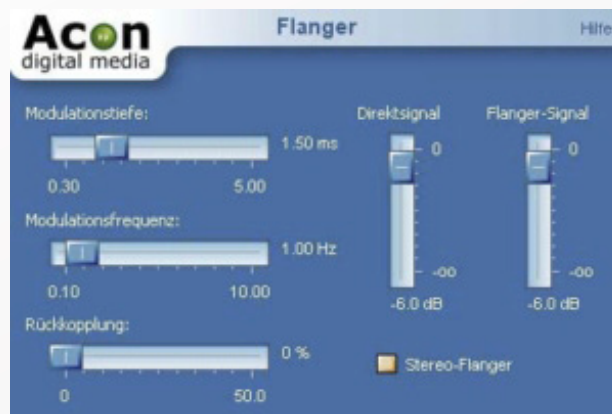 Acon
digital media
Flanger
Hilfe
Modulationstiefe:
1.50 ms
0.30
5.00
Modulationsfrequenz:
1.00 Hz
0.10
10.00
Rückkopplung:
0 %
0
50.0
Direktsignal
0
-oo
-6.0 dB
Flanger-Signal
0
-oo
-6.0 dB
Stereo-Flanger